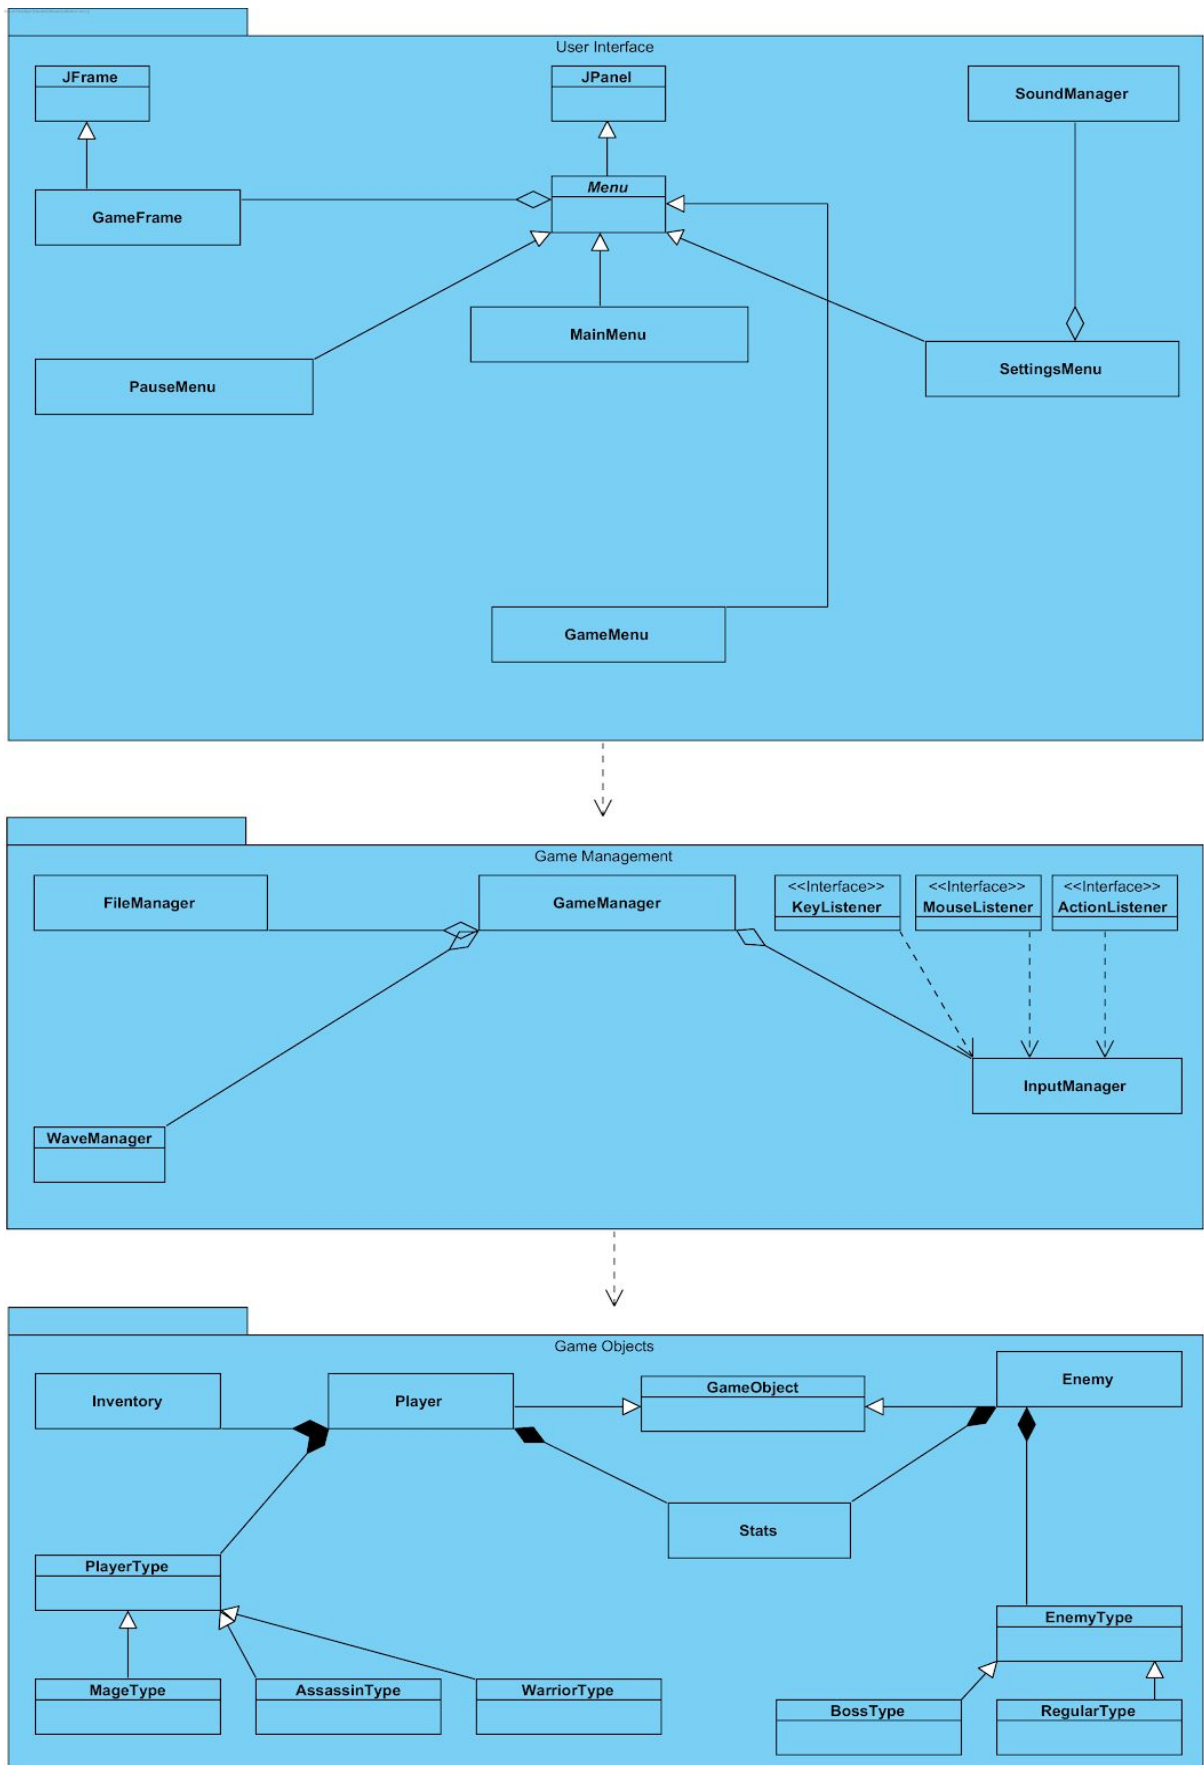 User Interface
JFrame
JPanel
SoundManager
Menu
GameFrame
MainMenu
SettingsMenu
PauseMenu
GameMenu
Game Management
FileManager
GameManager
<<Interface>>
KeyListener
<<Interface>>
MouseListener
<<Interface>>
ActionListener
InputManager
WaveManager
Game Objects
Inventory
Player
GameObject
Enemy
Stats
PlayerType
EnemyType
MageType
AssassinType
WarriorType
BossType
RegularType